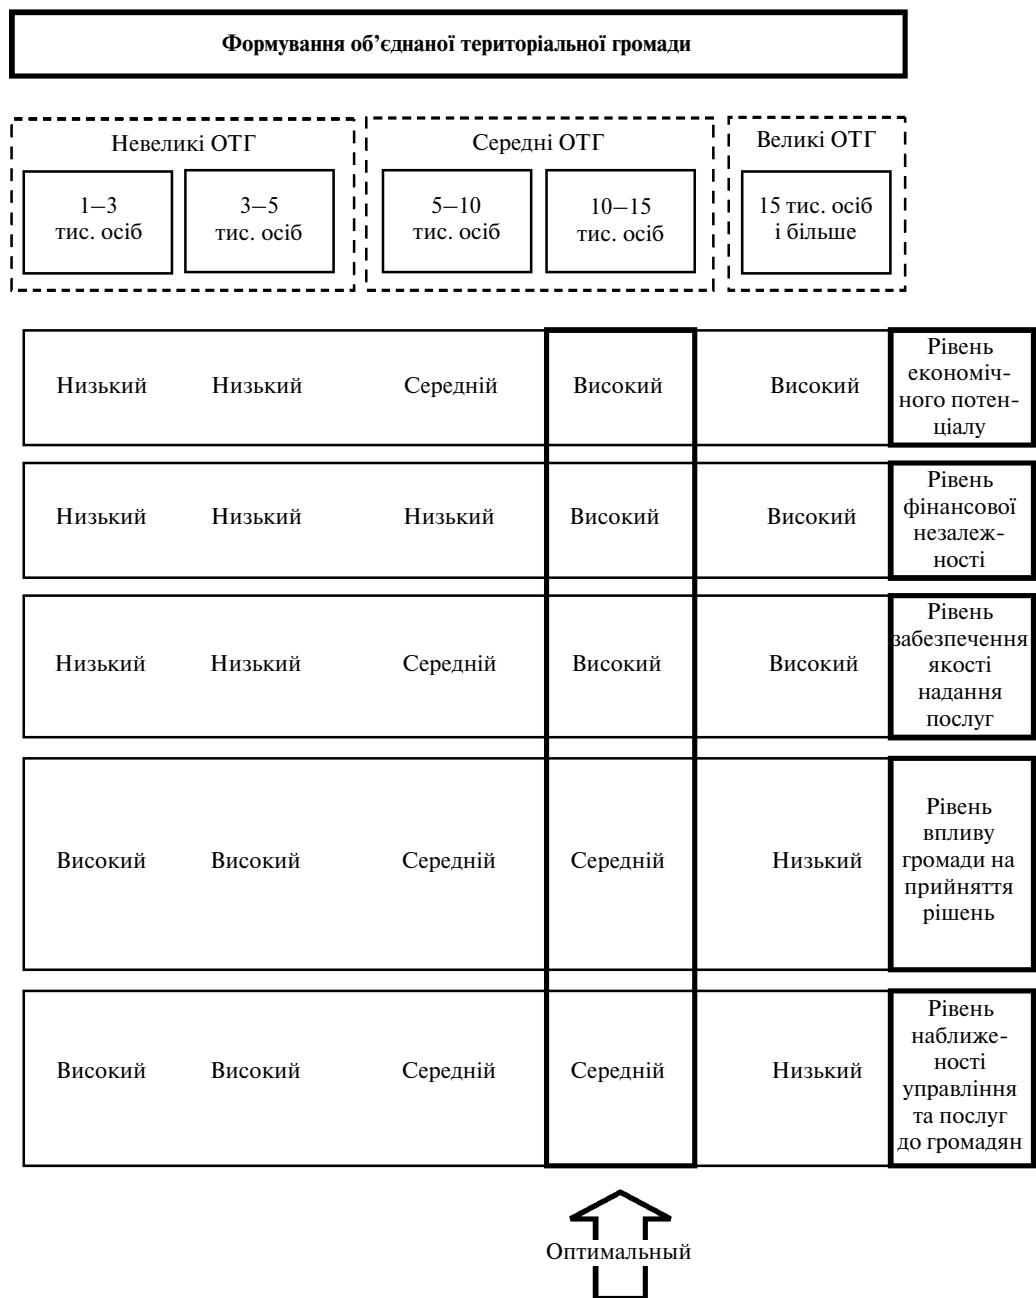 Формування об’єднаної територіальної громади
Невеликі ОТГ
Середні ОТГ
Великі ОТГ
1–3
тис. осіб
3–5
тис. осіб
5–10
тис. осіб
10–15
тис. осіб
15 тис. осіб
і більше
Низький Низький Середній Високий Високий
Рівень
економіч-
ного потен-
ціалу
Низький Низький Низький Високий Високий
Рівень
фінансової
незалеж-
ності
Низький Низький Середній Високий Високий
Рівень
забезпечення
якості
надання
послуг
Високий Високий Середній Середній Низький
Рівень
впливу
громади на
прийняття
рішень
Високий Високий Середній Середній Низький
Рівень
наближе-
ності
управління
та послуг
до громадян
Оптимальный